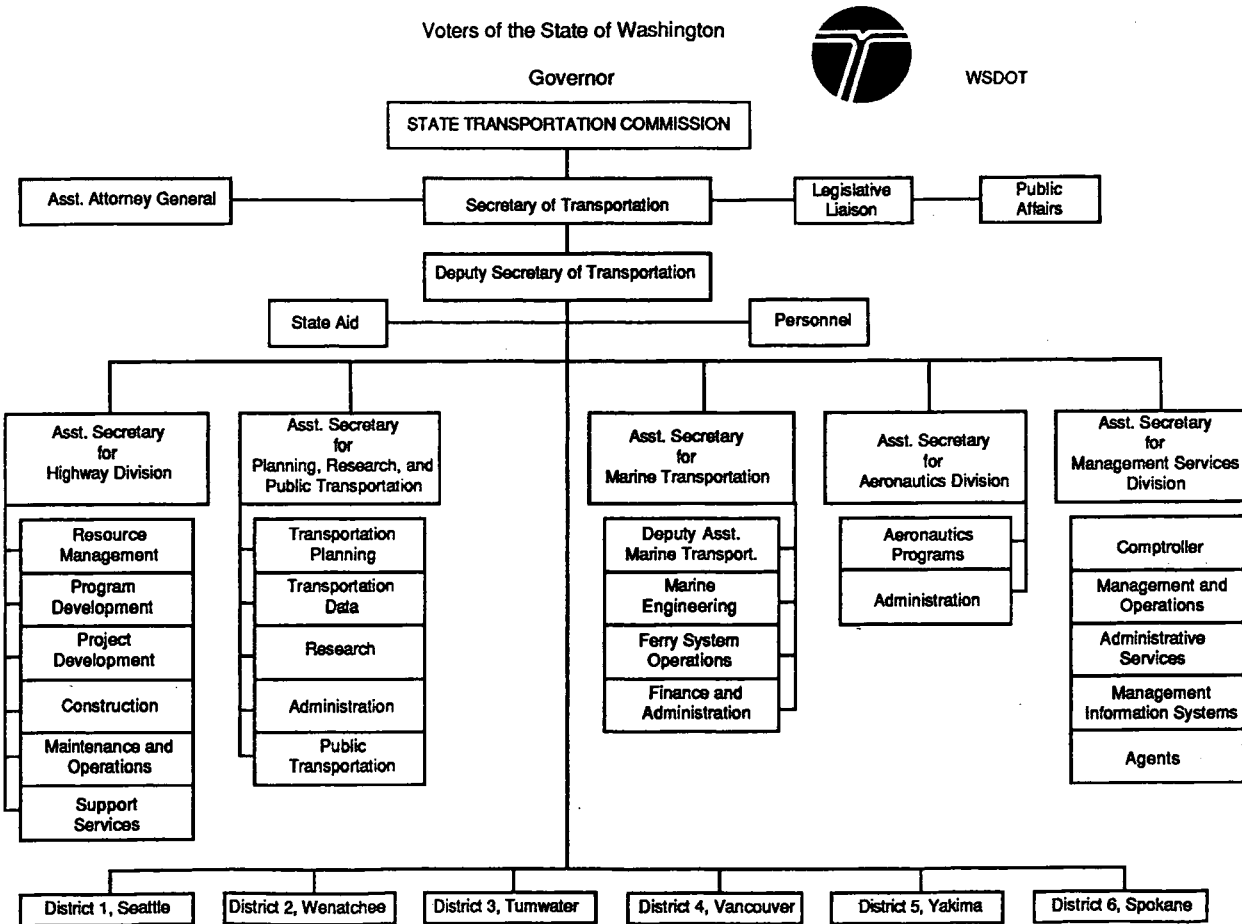 Voters of the State of Washington
Governor
WSDOT
STATE TRANSPORTATION COMMISSION
Asst. Attorney General
Secretary of Transportation
Legislative
Liaison
Public
Affairs
Deputy Secretary of Transportation
State Aid
Personnel
Asst. Secretary
for
Highway Division
Resource
Management
Program
Development
Project
Development
Construction
Maintenance and
Operations
Support
Services
Asst. Secretary
for
Planning, Research, and
Public Transportation
Transportation
Planning
Transportation
Data
Research
Administration
Public
Transportation
Asst. Secretary
for
Marine Transportation
Deputy Asst.
Marine Transport.
Marine
Engineering
Ferry System
Operations
Finance and
Administration
Asst. Secretary
for
Aeronautics Division
Aeronautics
Programs
Administration
Asst. Secretary
for
Management Services
Division
Comptroller
Management and
Operations
Administrative
Services
Management
Information Systems
Agents
District 1, Seattle
District 2, Wenatchee
District 3, Tumwater
District 4, Vancouver
District 5, Yakima
District 6, Spokane